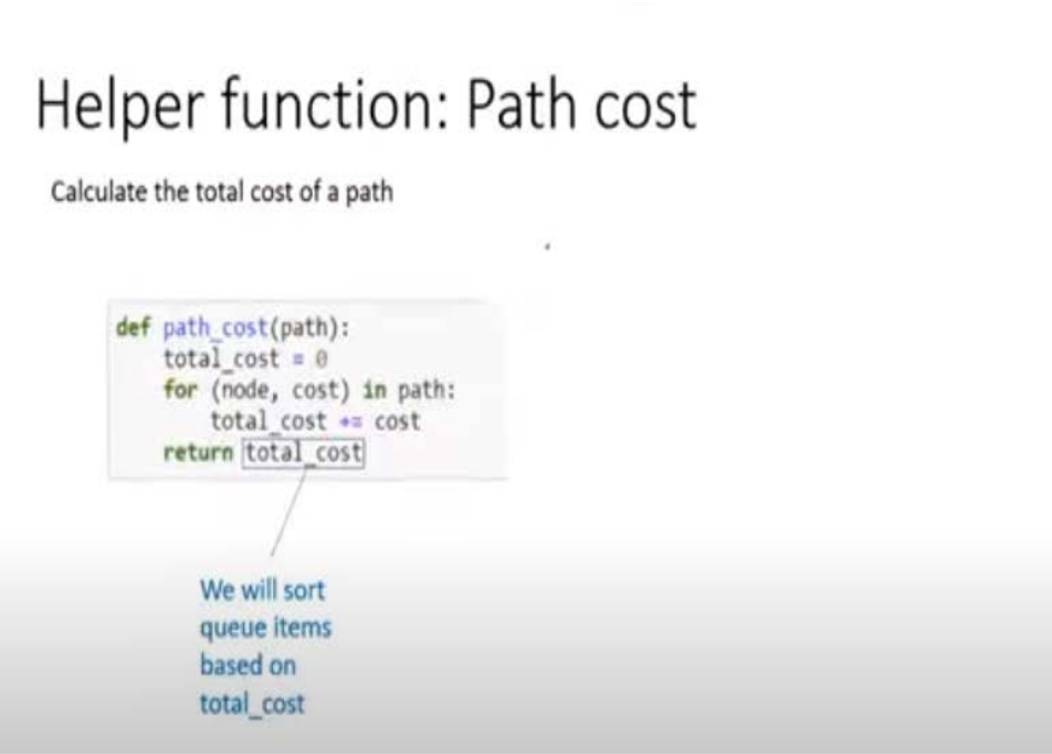 Helper function: Path cost
Calculate the total cost of a path
def path_cost(path):
    total_cost = 0
    for (node, cost) in path:
        total_cost += cost
    return total_cost
We will sort
queue items
based on
total_cost